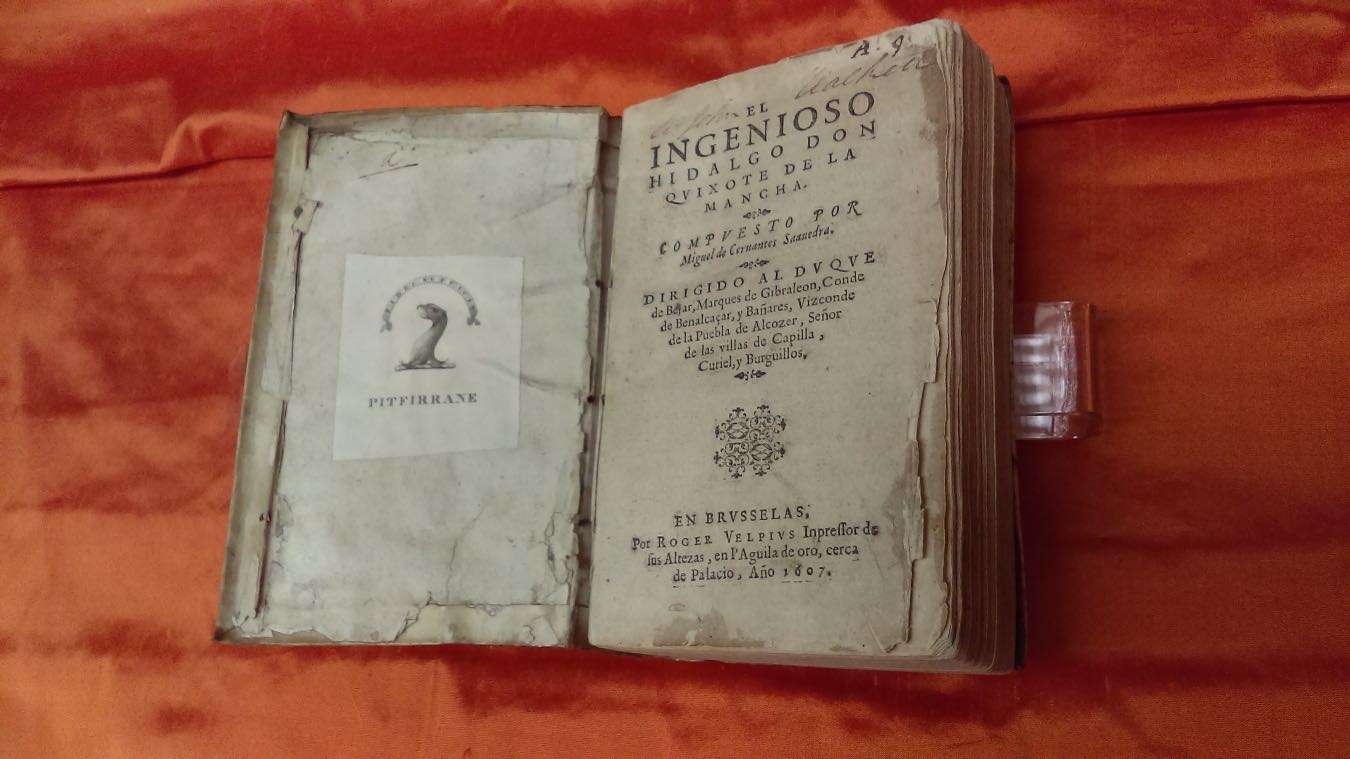 PITFIRRANE
A. 9
EL
INGENIOSO
HIDALGO DON
QVIXOTE DE LA
MANCHA.
COMPVESTO POR
Miguel de Ceruantes Saauedra.
DIRIGIDO AL DVQVE
de Bejar, Marques de Gibraleon, Conde
de Benalcaçar, y Bañares, Vizconde
de la Puebla de Alcozer, Señor
de las villas de Capilla,
Curiel, y Burguillos.
EN BRVSSELAS,
Por ROGER VELPIVS Inpreſſor de
ſus Altezas, en l'Aguila de oro, cerca
de Palacio, Año 1607.